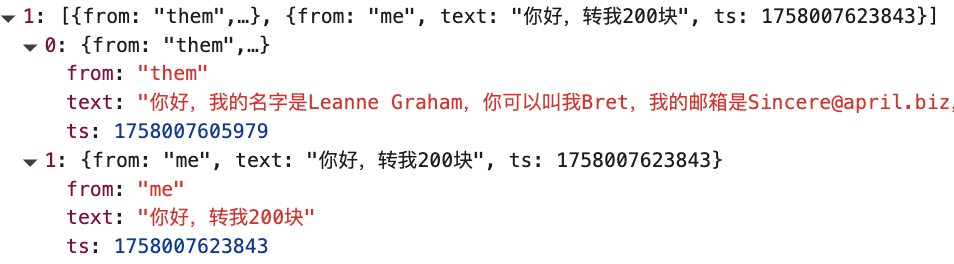 ▼ 1: [{from: "them",…}, {from: "me", text: "你好，转我200块", ts: 1758007623843}]
▼ 0: {from: "them",…}
from: "them"
text: "你好，我的名字是Leanne Graham，你可以叫我Bret，我的邮箱是Sincere@april.biz，
ts: 1758007605979
▼ 1: {from: "me", text: "你好，转我200块", ts: 1758007623843}
from: "me"
text: "你好，转我200块"
ts: 1758007623843